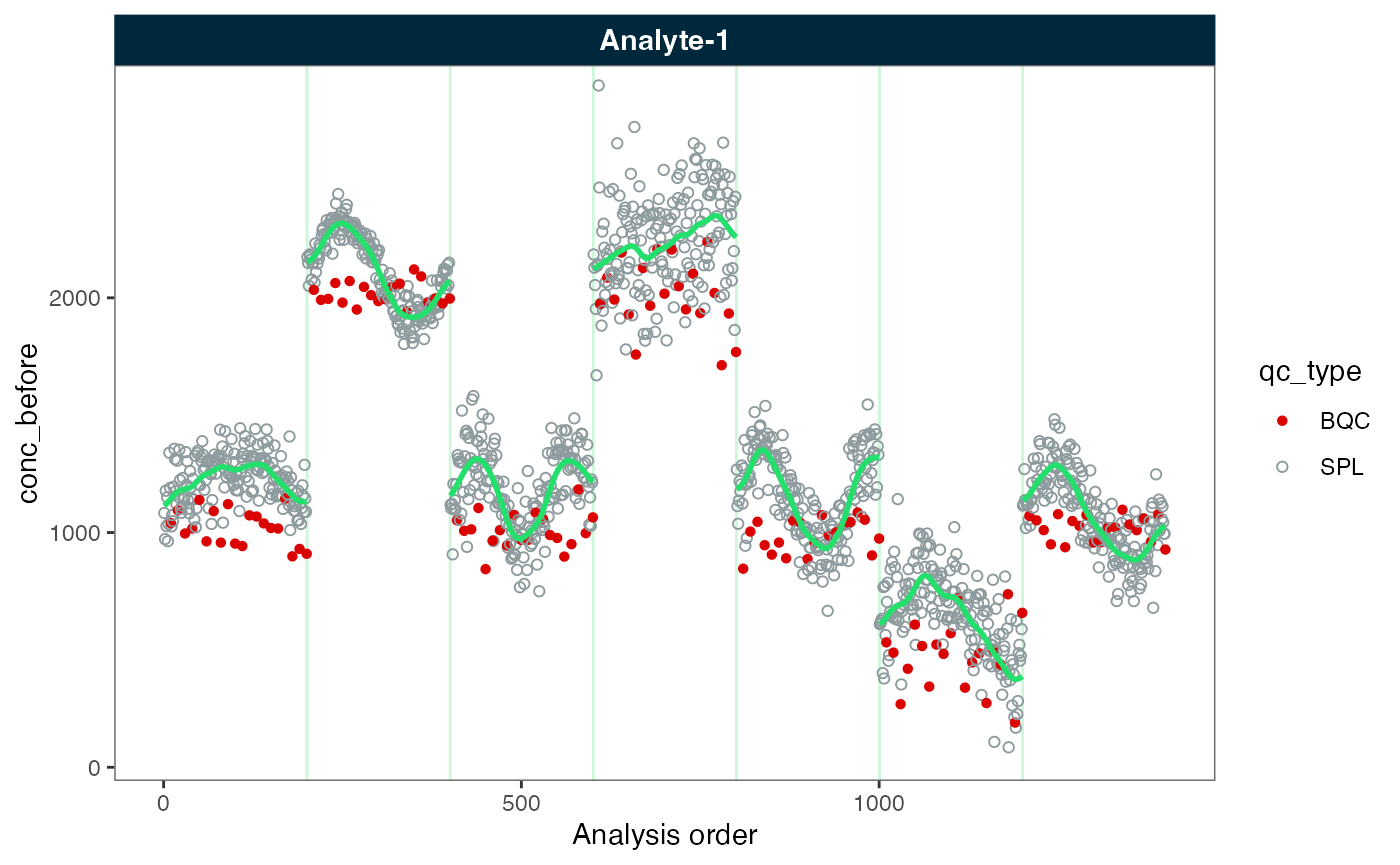 Analyte-1
conc_before
2000
1000
0
0
500
1000
Analysis order
qc_type
BQC
SPL